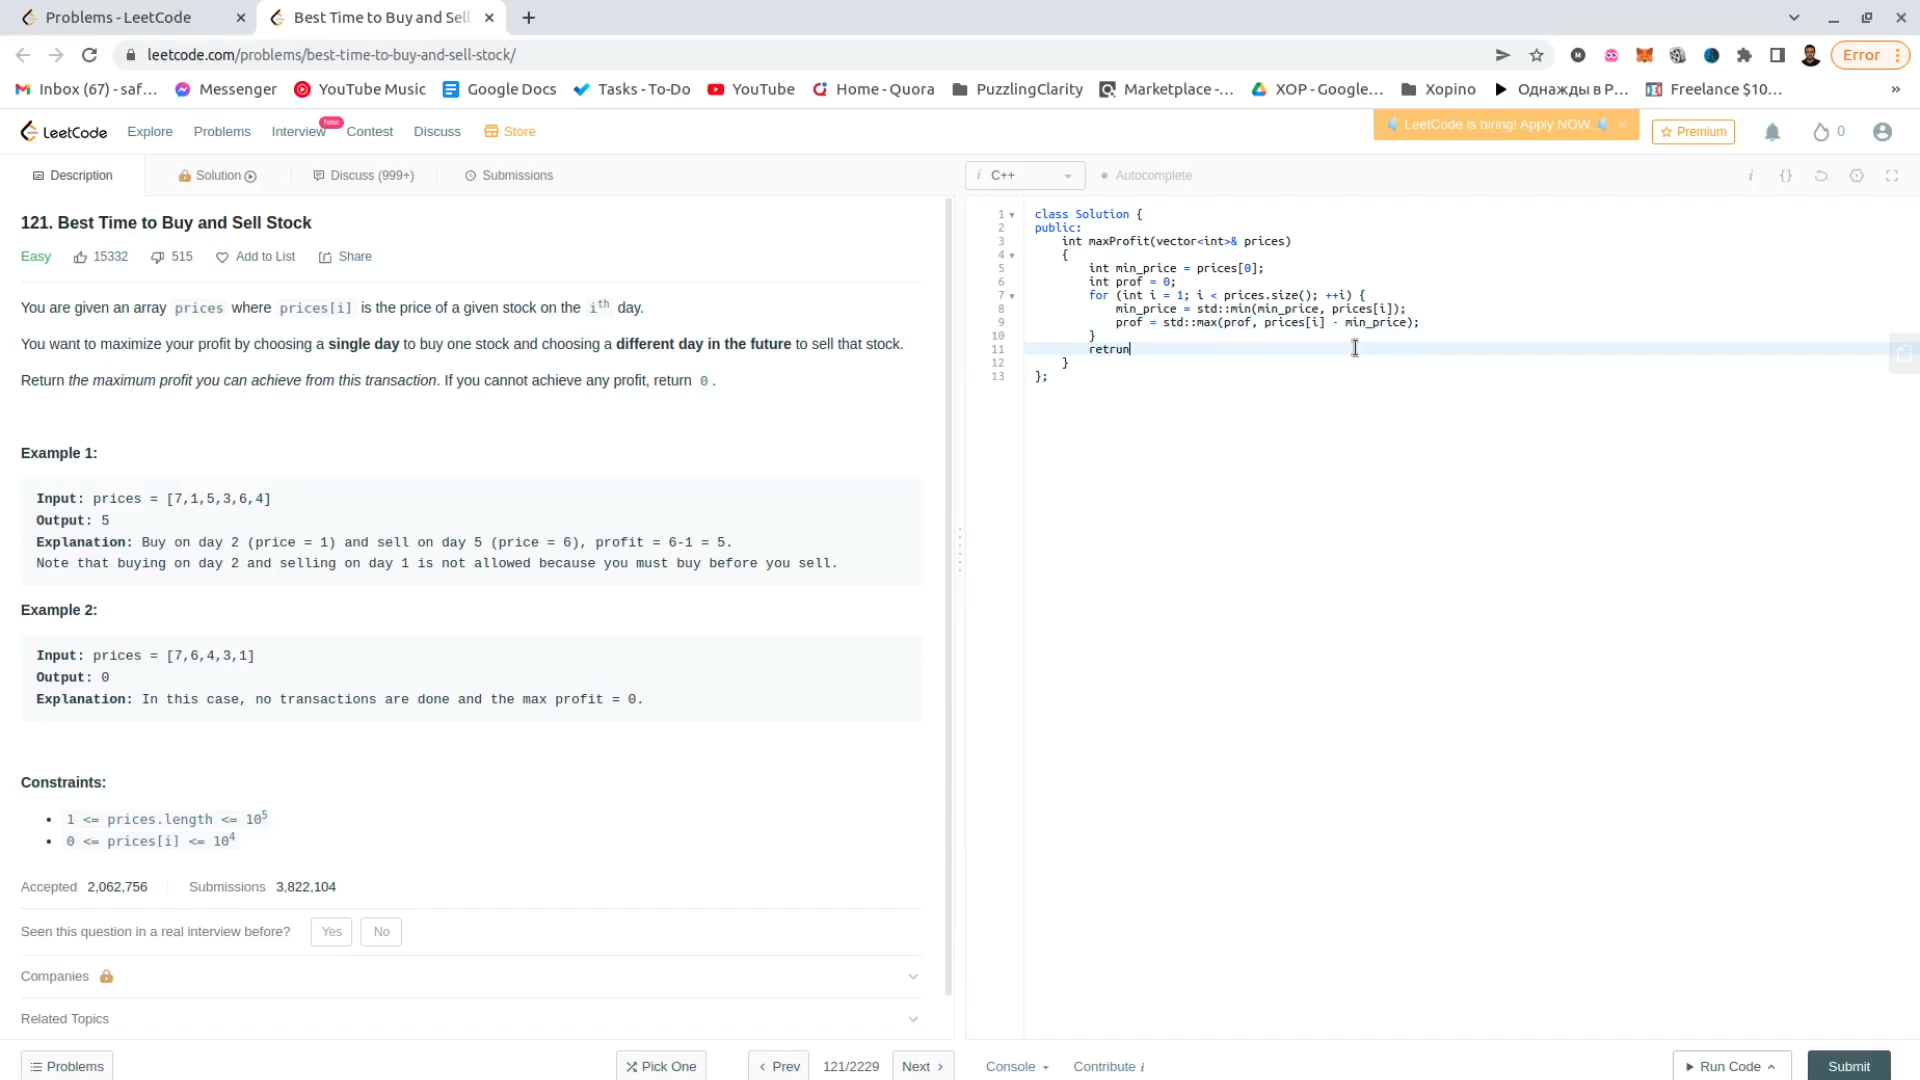 Problems - LeetCode
Best Time to Buy and Sell
leetcode.com/problems/best-time-to-buy-and-sell-stock/
Error
Inbox (67) - saf...
Messenger
YouTube Music
Google Docs
Tasks - To-Do
YouTube
Home - Quora
PuzzlingClarity
Marketplace -...
XOP - Google...
Xopino
Однажды в Р...
Freelance $10...
»
LeetCode
Explore
Problems
Interview
New
Contest
Discuss
Store
LeetCode is hiring! Apply NOW.
Premium
0
Description
Solution
Discuss (999+)
Submissions
i C++
Autocomplete
121. Best Time to Buy and Sell Stock
Easy 15332 515 Add to List Share
You are given an array prices where prices[i] is the price of a given stock on the ith day.
You want to maximize your profit by choosing a single day to buy one stock and choosing a different day in the future to sell that stock.
Return the maximum profit you can achieve from this transaction. If you cannot achieve any profit, return 0.
Example 1:
Input: prices = [7,1,5,3,6,4]
Output: 5
Explanation: Buy on day 2 (price = 1) and sell on day 5 (price = 6), profit = 6-1 = 5.
Note that buying on day 2 and selling on day 1 is not allowed because you must buy before you sell.
Example 2:
Input: prices = [7,6,4,3,1]
Output: 0
Explanation: In this case, no transactions are done and the max profit = 0.
Constraints:
1 <= prices.length <= 10^5
0 <= prices[i] <= 10^4
Accepted 2,062,756 Submissions 3,822,104
Seen this question in a real interview before? Yes No
Companies
Related Topics
1 class Solution {
2 public:
3 int maxProfit(vector<int>& prices)
4 {
5 int min_price = prices[0];
6 int prof = 0;
7 for (int i = 1; i < prices.size(); ++i) {
8 min_price = std::min(min_price, prices[i]);
9 prof = std::max(prof, prices[i] - min_price);
10 }
11 retrun
12 }
13 };
Problems
Pick One
Prev
121/2229
Next
Console
Contribute i
Run Code
Submit